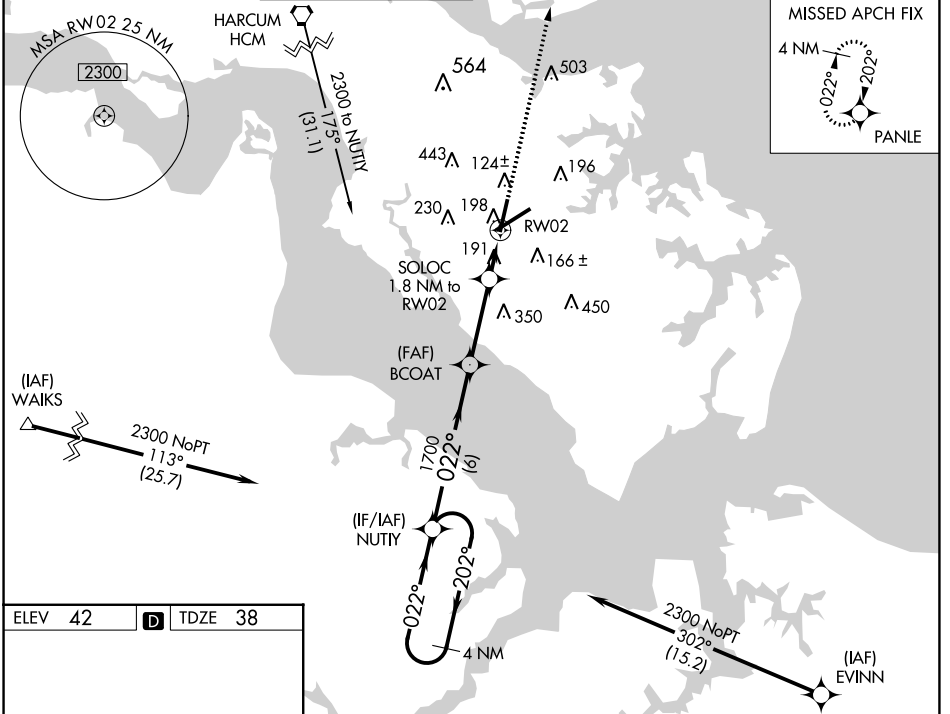 MSA RW02 25 NM
2300
HARCUM
HCM
2300 to NUTIY
175°
(31.1)
564
503
443
124±
196
230
198
RW02
191
166±
SOLOC
1.8 NM to
RW02
350
450
(FAF)
BCOAT
MISSED APCH FIX
4 NM
022°
202°
PANLE
(IAF)
WAIKS
2300 NoPT
113°
(25.7)
1700
022°
(6)
(IF/IAF)
NUTIY
022°
202°
4 NM
2300 NoPT
302°
(15.2)
(IAF)
EVINN
ELEV 42 D TDZE 38